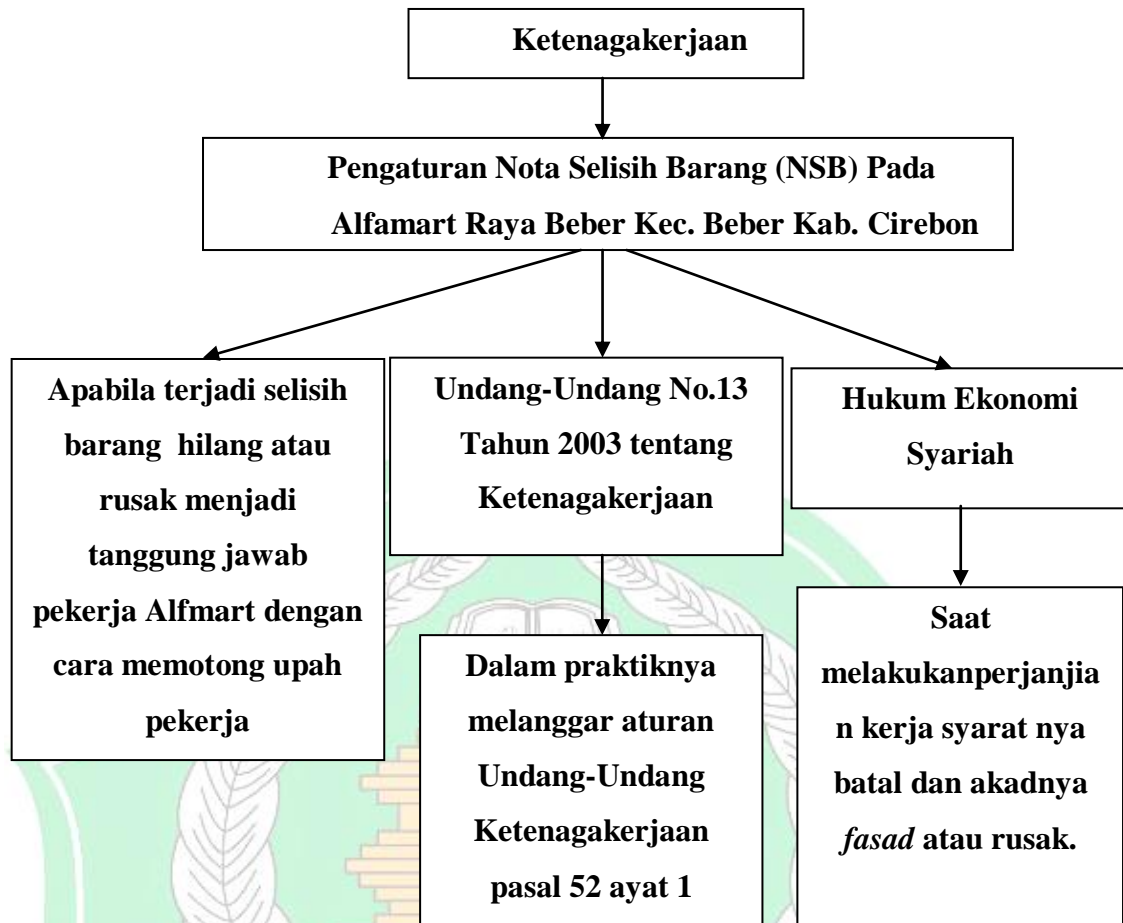 Ketenagakerjaan
Pengaturan Nota Selisih Barang (NSB) Pada
Alfamart Raya Beber Kec. Beber Kab. Cirebon
Apabila terjadi selisih
barang hilang atau
rusak menjadi
tanggung jawab
pekerja Alfmart dengan
cara memotong upah
pekerja
Undang-Undang No.13
Tahun 2003 tentang
Ketenagakerjaan
Hukum Ekonomi
Syariah
Dalam praktiknya
melanggar aturan
Undang-Undang
Ketenagakerjaan
pasal 52 ayat 1
Saat
melakukanperjanjia
n kerja syarat nya
batal dan akadnya
fasad atau rusak.